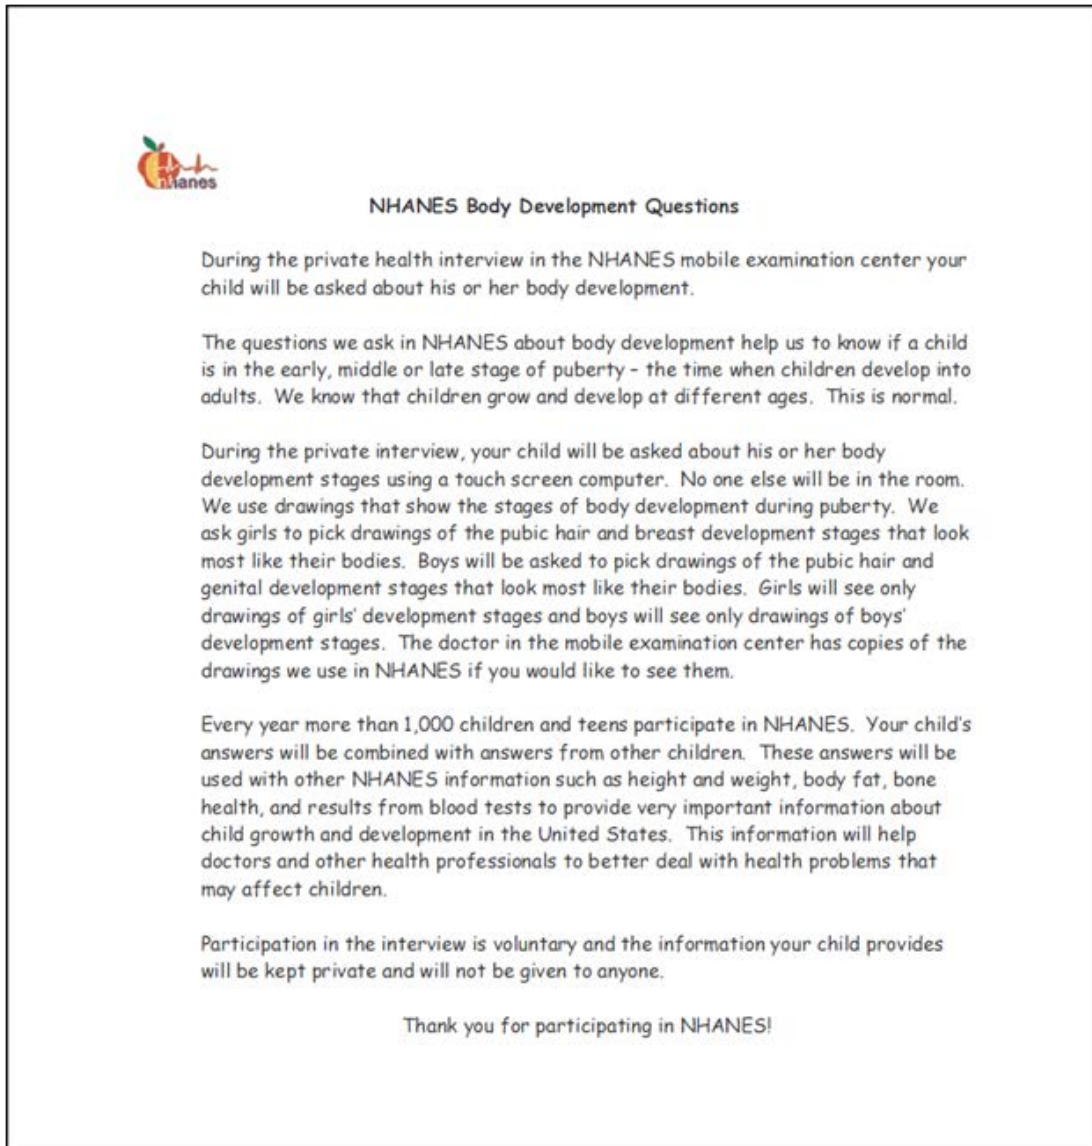 nhanes
NHANES Body Development Questions
During the private health interview in the NHANES mobile examination center your
child will be asked about his or her body development.
The questions we ask in NHANES about body development help us to know if a child
is in the early, middle or late stage of puberty – the time when children develop into
adults.  We know that children grow and develop at different ages.  This is normal.
During the private interview, your child will be asked about his or her body
development stages using a touch screen computer.  No one else will be in the room.
We use drawings that show the stages of body development during puberty.  We
ask girls to pick drawings of the pubic hair and breast development stages that look
most like their bodies.  Boys will be asked to pick drawings of the pubic hair and
genital development stages that look most like their bodies.  Girls will see only
drawings of girls' development stages and boys will see only drawings of boys'
development stages.  The doctor in the mobile examination center has copies of the
drawings we use in NHANES if you would like to see them.
Every year more than 1,000 children and teens participate in NHANES.  Your child's
answers will be combined with answers from other children.  These answers will be
used with other NHANES information such as height and weight, body fat, bone
health, and results from blood tests to provide very important information about
child growth and development in the United States.  This information will help
doctors and other health professionals to better deal with health problems that
may affect children.
Participation in the interview is voluntary and the information your child provides
will be kept private and will not be given to anyone.
Thank you for participating in NHANES!